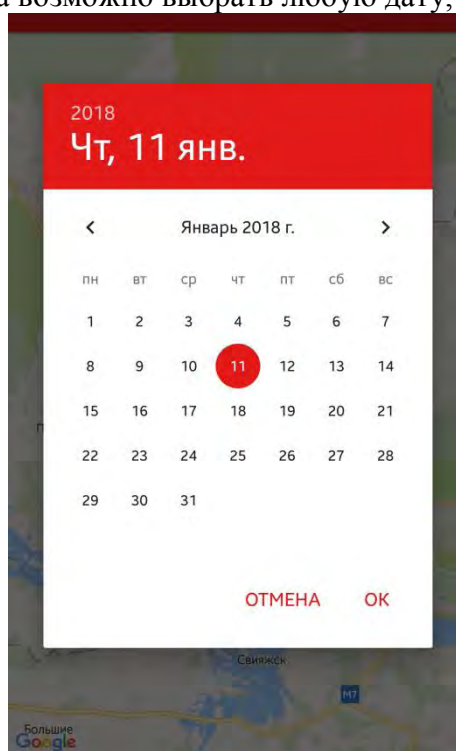 а возможно выбрать любую дату,
2018
Чт, 11 янв.
Январь 2018 г.
пн вт ср чт пт сб вс
1 2 3 4 5 6 7
8 9 10 11 12 13 14
15 16 17 18 19 20 21
22 23 24 25 26 27 28
29 30 31
ОТМЕНА ОК
Свияжск
М7
Большие
Google